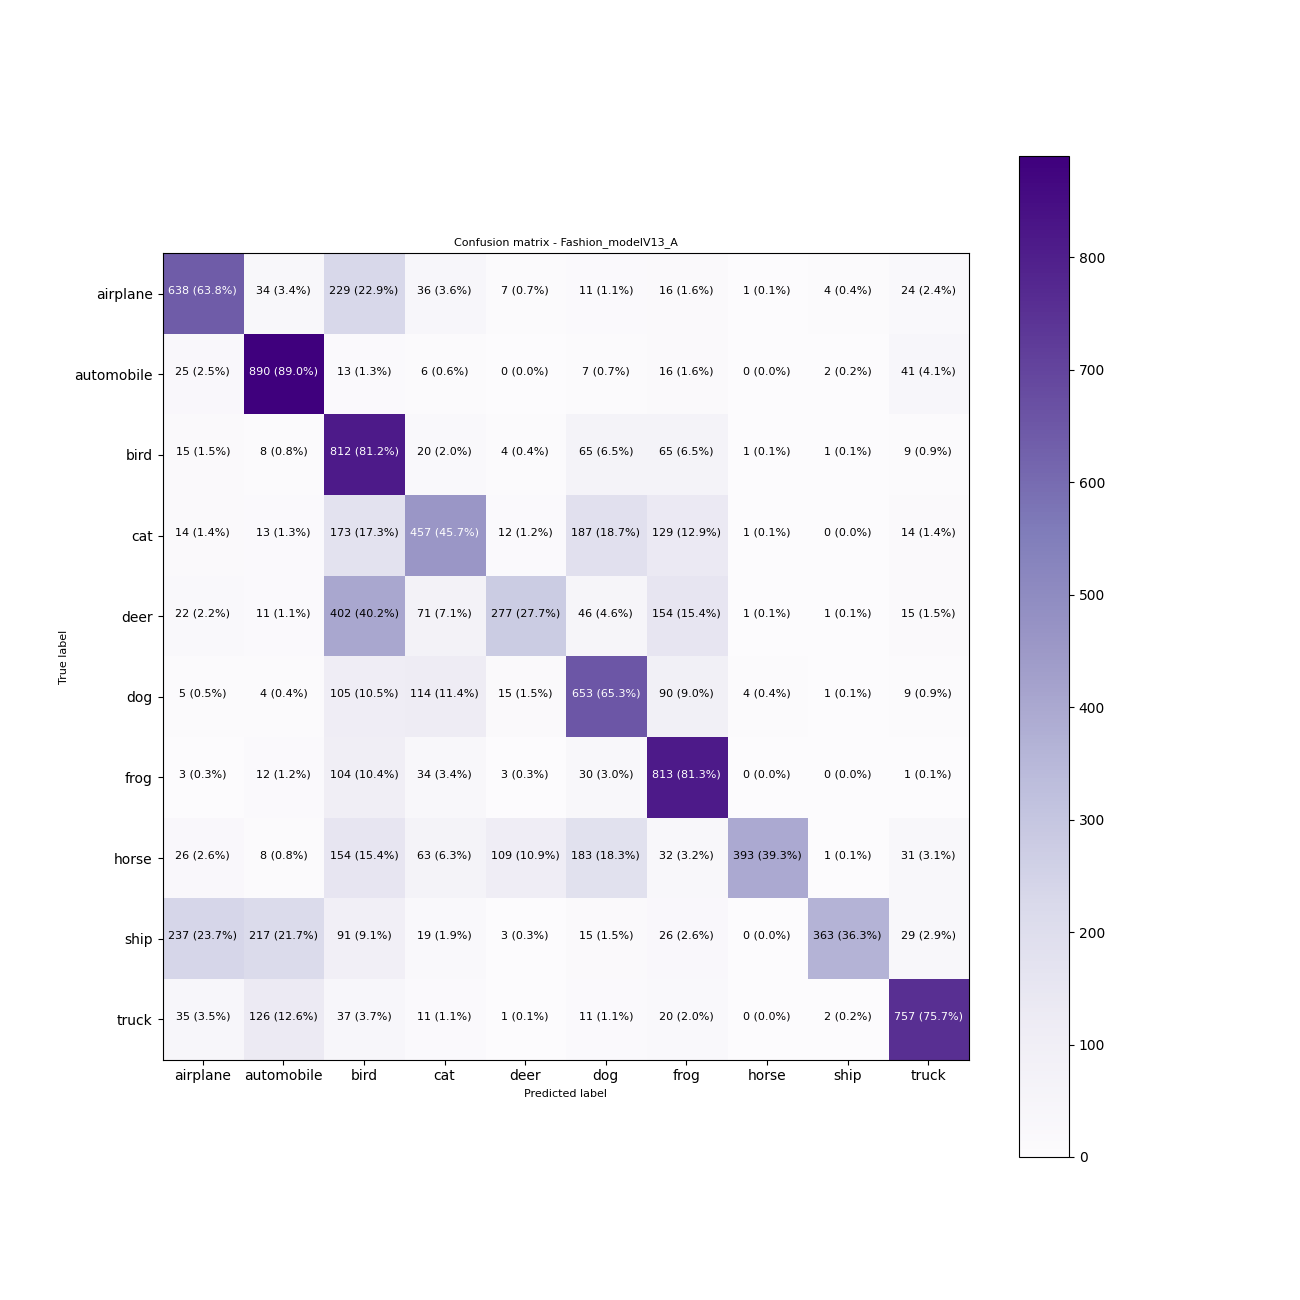 Confusion matrix - Fashion_modelV13_A
airplane 638 (63.8%) 34 (3.4%) 229 (22.9%) 36 (3.6%) 7 (0.7%) 11 (1.1%) 16 (1.6%) 1 (0.1%) 4 (0.4%) 24 (2.4%)
automobile 25 (2.5%) 890 (89.0%) 13 (1.3%) 6 (0.6%) 0 (0.0%) 7 (0.7%) 16 (1.6%) 0 (0.0%) 2 (0.2%) 41 (4.1%)
bird 15 (1.5%) 8 (0.8%) 812 (81.2%) 20 (2.0%) 4 (0.4%) 65 (6.5%) 65 (6.5%) 1 (0.1%) 1 (0.1%) 9 (0.9%)
cat 14 (1.4%) 13 (1.3%) 173 (17.3%) 457 (45.7%) 12 (1.2%) 187 (18.7%) 129 (12.9%) 1 (0.1%) 0 (0.0%) 14 (1.4%)
deer 22 (2.2%) 11 (1.1%) 402 (40.2%) 71 (7.1%) 277 (27.7%) 46 (4.6%) 154 (15.4%) 1 (0.1%) 1 (0.1%) 15 (1.5%)
dog 5 (0.5%) 4 (0.4%) 105 (10.5%) 114 (11.4%) 15 (1.5%) 653 (65.3%) 90 (9.0%) 4 (0.4%) 1 (0.1%) 9 (0.9%)
frog 3 (0.3%) 12 (1.2%) 104 (10.4%) 34 (3.4%) 3 (0.3%) 30 (3.0%) 813 (81.3%) 0 (0.0%) 0 (0.0%) 1 (0.1%)
horse 26 (2.6%) 8 (0.8%) 154 (15.4%) 63 (6.3%) 109 (10.9%) 183 (18.3%) 32 (3.2%) 393 (39.3%) 1 (0.1%) 31 (3.1%)
ship 237 (23.7%) 217 (21.7%) 91 (9.1%) 19 (1.9%) 3 (0.3%) 15 (1.5%) 26 (2.6%) 0 (0.0%) 363 (36.3%) 29 (2.9%)
truck 35 (3.5%) 126 (12.6%) 37 (3.7%) 11 (1.1%) 1 (0.1%) 11 (1.1%) 20 (2.0%) 0 (0.0%) 2 (0.2%) 757 (75.7%)
airplane automobile bird cat deer dog frog horse ship truck
Predicted label
True label
800
700
600
500
400
300
200
100
0